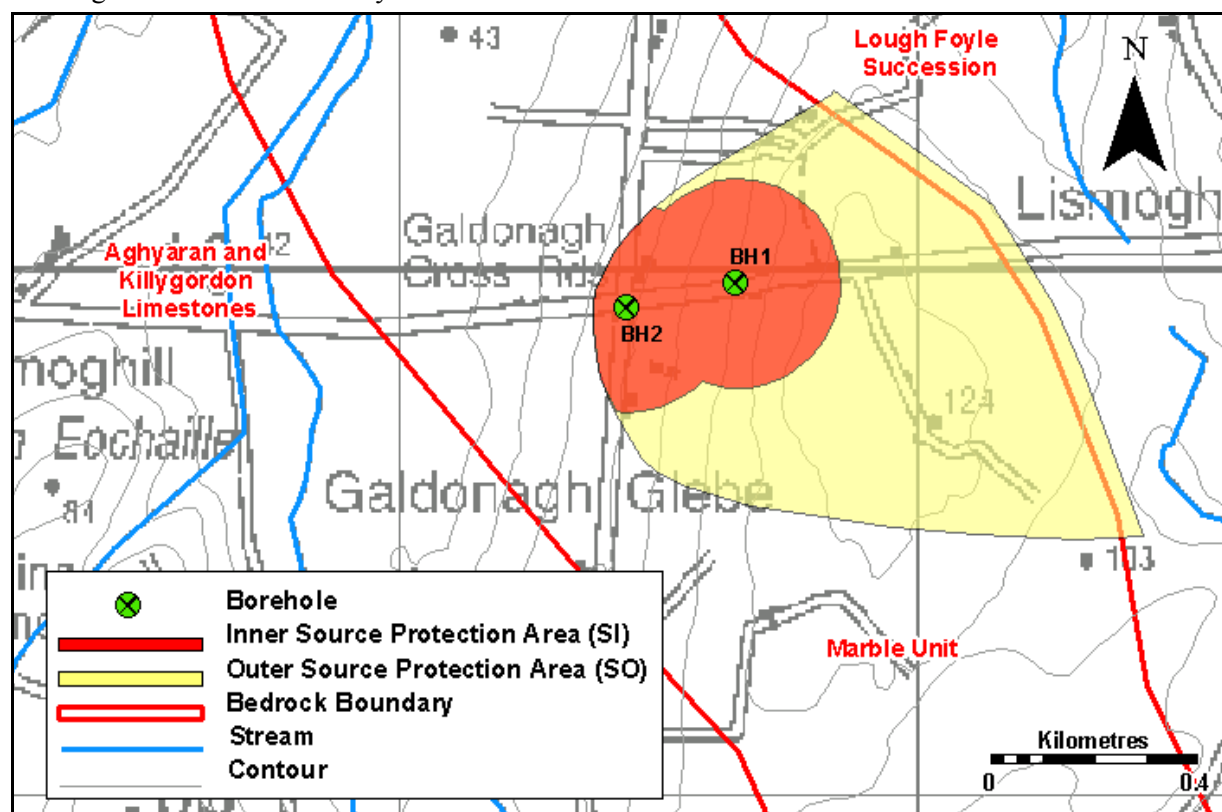 43
Lough Foyle
Succession
N
Lismogh
Galdonagh
Cross Rds
Aghyaran and
Killygordon
Limestones
BH1
BH2
moghill
Eochaille
124
81
Galdonagh Glebe
103
ing
Marble Unit
Borehole
Inner Source Protection Area (SI)
Outer Source Protection Area (SO)
Bedrock Boundary
Stream
Contour
Kilometres
0
0.4